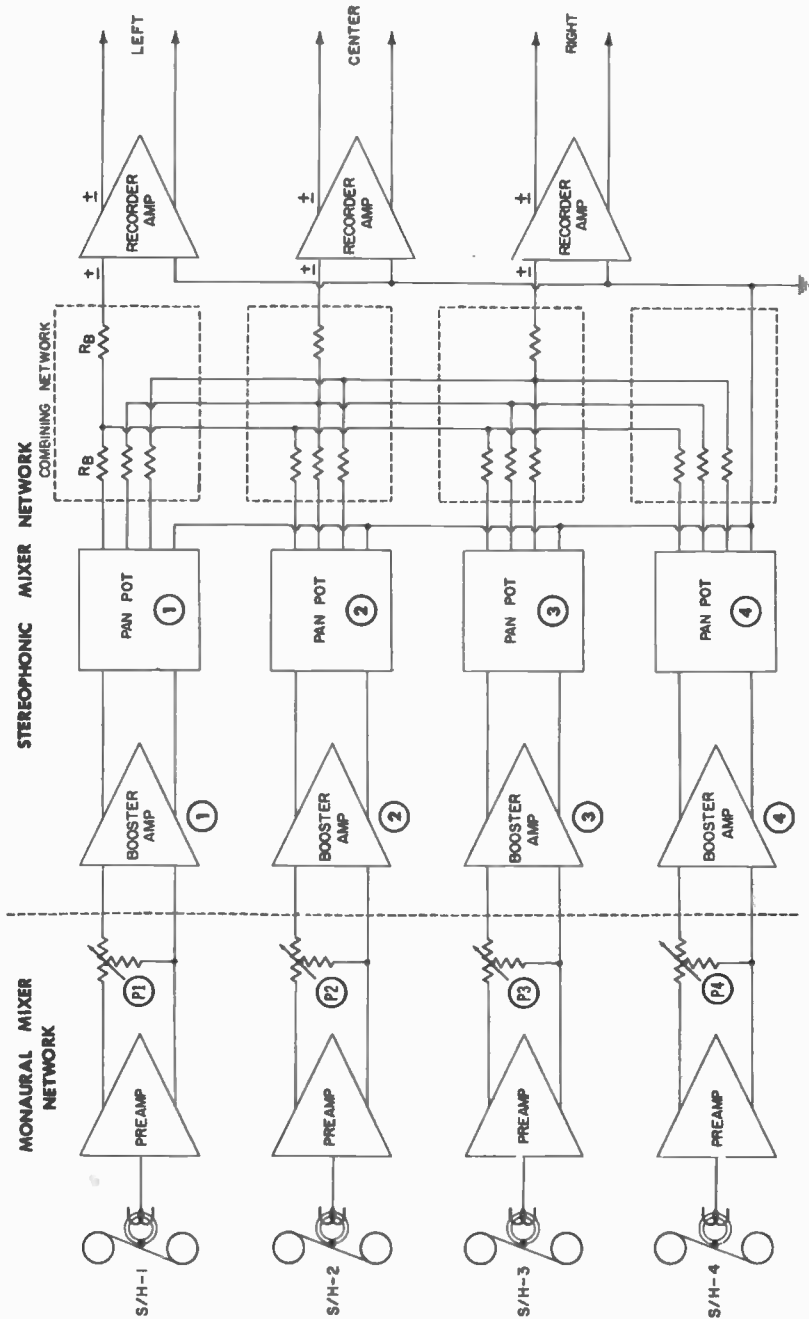 MONAURAL MIXER
NETWORK
STEREOPHONIC MIXER NETWORK
COMBINING NETWORK
S/H-1
PREAMP
P1
BOOSTER
AMP
1
PAN POT
1
RB
RB
±
±
RECORDER
AMP
LEFT
S/H-2
PREAMP
P2
BOOSTER
AMP
2
PAN POT
2
±
±
RECORDER
AMP
CENTER
S/H-3
PREAMP
P3
BOOSTER
AMP
3
PAN POT
3
±
±
RECORDER
AMP
RIGHT
S/H-4
PREAMP
P4
BOOSTER
AMP
4
PAN POT
4